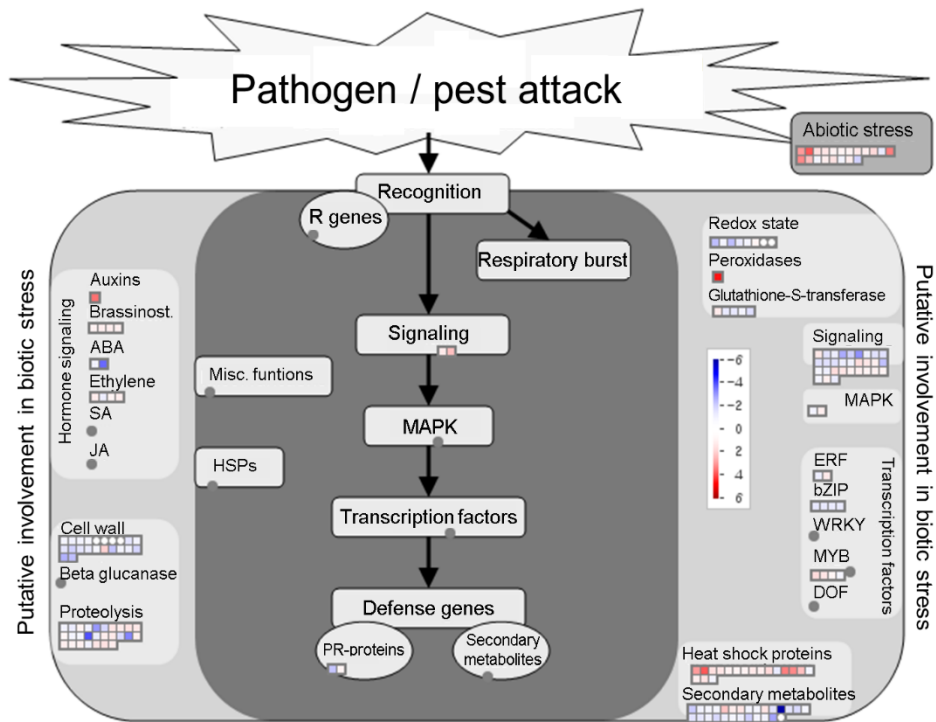 Pathogen / pest attack
Abiotic stress
Recognition
R genes
Respiratory burst
Redox state
Peroxidases
Glutathione-S-transferase
Putative involvement in biotic stress
Hormone signaling
Auxins
Brassinost.
ABA
Ethylene
SA
JA
Signaling
Misc. funtions
MAPK
HSPs
Transcription factors
Defense genes
PR-proteins
Secondary
metabolites
Cell wall
Beta glucanase
Proteolysis
Signaling
MAPK
-6
-4
-2
0
2
4
6
ERF
bZIP
WRKY
MYB
DOF
Transcription factors
Putative involvement in biotic stress
Heat shock proteins
Secondary metabolites